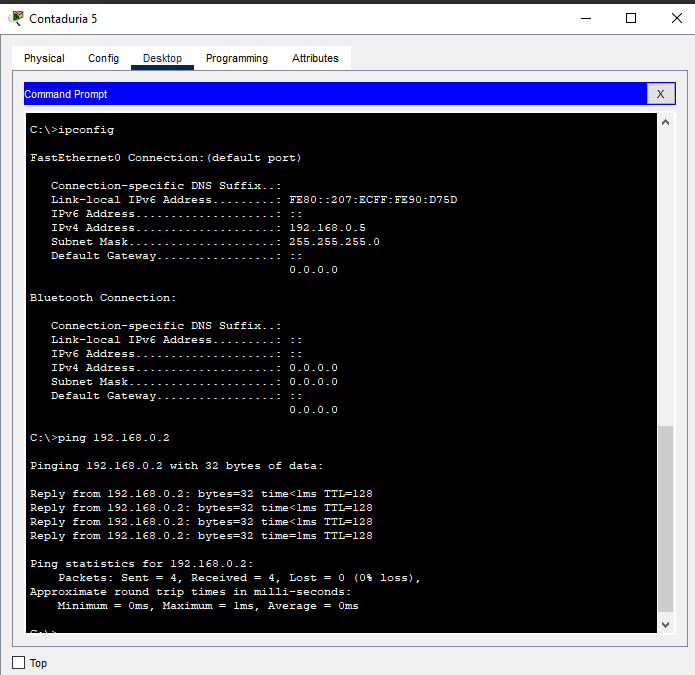 Contaduria 5
Physical Config Desktop Programming Attributes
Command Prompt
X
C:\>ipconfig
FastEthernet0 Connection:(default port)
Connection-specific DNS Suffix..:
Link-local IPv6 Address.........: FE80::207:ECFF:FE90:D75D
IPv6 Address....................: ::
IPv4 Address....................: 192.168.0.5
Subnet Mask.....................: 255.255.255.0
Default Gateway.................: ::
0.0.0.0
Bluetooth Connection:
Connection-specific DNS Suffix..:
Link-local IPv6 Address.........: ::
IPv6 Address....................: ::
IPv4 Address....................: 0.0.0.0
Subnet Mask.....................: 0.0.0.0
Default Gateway.................: ::
0.0.0.0
C:\>ping 192.168.0.2
Pinging 192.168.0.2 with 32 bytes of data:
Reply from 192.168.0.2: bytes=32 time<1ms TTL=128
Reply from 192.168.0.2: bytes=32 time<1ms TTL=128
Reply from 192.168.0.2: bytes=32 time<1ms TTL=128
Reply from 192.168.0.2: bytes=32 time=1ms TTL=128
Ping statistics for 192.168.0.2:
Packets: Sent = 4, Received = 4, Lost = 0 (0% loss),
Approximate round trip times in milli-seconds:
Minimum = 0ms, Maximum = 1ms, Average = 0ms
C:\>
Top